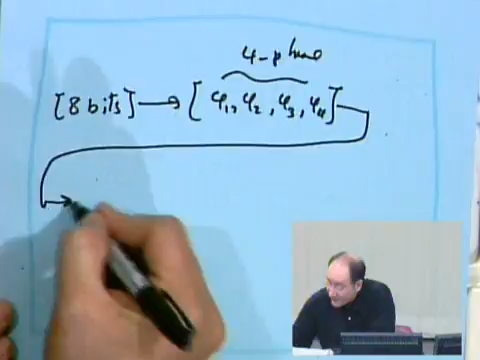 4-phase
[8 bits] → [φ1, φ2, φ3, φ4]